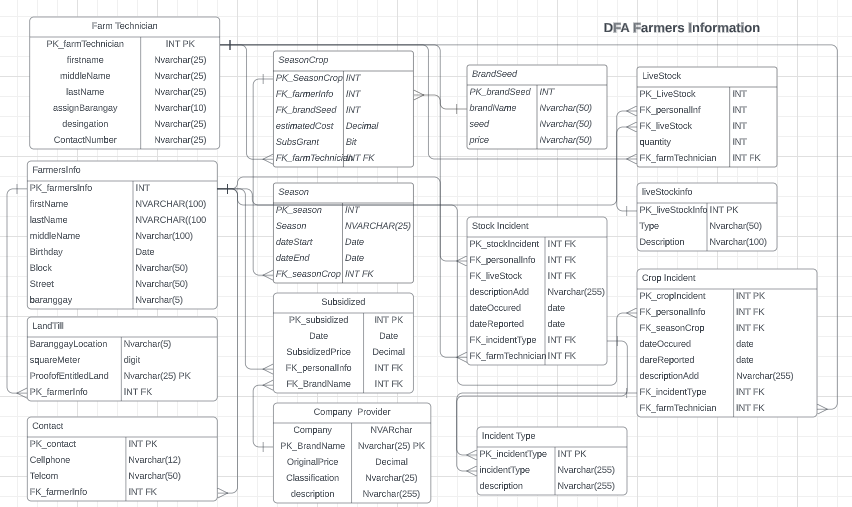 DFA Farmers Information
Farm Technician
PK_farmTechnician INT PK
firstname Nvarchar(25)
middleName Nvarchar(25)
lastName Nvarchar(25)
assignBarangay Nvarchar(10)
desingation Nvarchar(25)
ContactNumber Nvarchar(25)
FarmersInfo
PK_farmersInfo INT
firstName NVARCHAR(100)
lastName NVARCHAR((100
middleName Nvarchar(100)
Birthday Date
Block Nvarchar(50)
Street Nvarchar(50)
baranggay Nvarchar(5)
LandTill
BaranggayLocation Nvarchar(5)
squareMeter digit
ProofofEntitledLand Nvarchar(25) PK
PK_farmerInfo INT FK
Contact
PK_contact INT PK
Cellphone Nvarchar(12)
Telcom Nvarchar(50)
FK_farmerInfo INT FK
SeasonCrop
PK_SeasonCrop INT
FK_farmerInfo INT
FK_brandSeed INT
estimatedCost Decimal
SubsGrant Bit
FK_farmTechnician INT FK
Season
PK_season INT
Season NVARCHAR(25)
dateStart Date
dateEnd Date
FK_seasonCrop INT FK
Subsidized
PK_subsidized INT PK
Date Date
SubsidizedPrice Decimal
FK_personalInfo INT FK
FK_BrandName INT FK
Company Provider
Company NVARchar
PK_BrandName Nvarchar(25) PK
OriginalPrice Decimal
Classification Nvarchar(25)
description Nvarchar(255)
BrandSeed
PK_brandSeed INT
brandName Nvarchar(50)
seed Nvarchar(50)
price Nvarchar(50)
Stock Incident
PK_stockIncident INT FK
FK_personalInfo INT FK
FK_liveStock INT FK
descriptionAdd Nvarchar(255)
dateOccured date
dateReported date
FK_incidentType INT FK
FK_farmTechnician INT FK
Incident Type
PK_incidentType INT PK
incidentType Nvarchar(255)
description Nvarchar(255)
LiveStock
PK_LiveStock INT
FK_personalInf INT
FK_liveStock INT
quantity INT
FK_farmTechnician INT FK
liveStockinfo
PK_liveStockInfo INT PK
Type Nvarchar(50)
Description Nvarchar(100)
Crop Incident
PK_cropIncident INT PK
FK_personalInfo INT FK
FK_seasonCrop INT FK
dateOccured date
dareReported date
descriptionAdd Nvarchar(255)
FK_incidentType INT FK
FK_farmTechnician INT FK